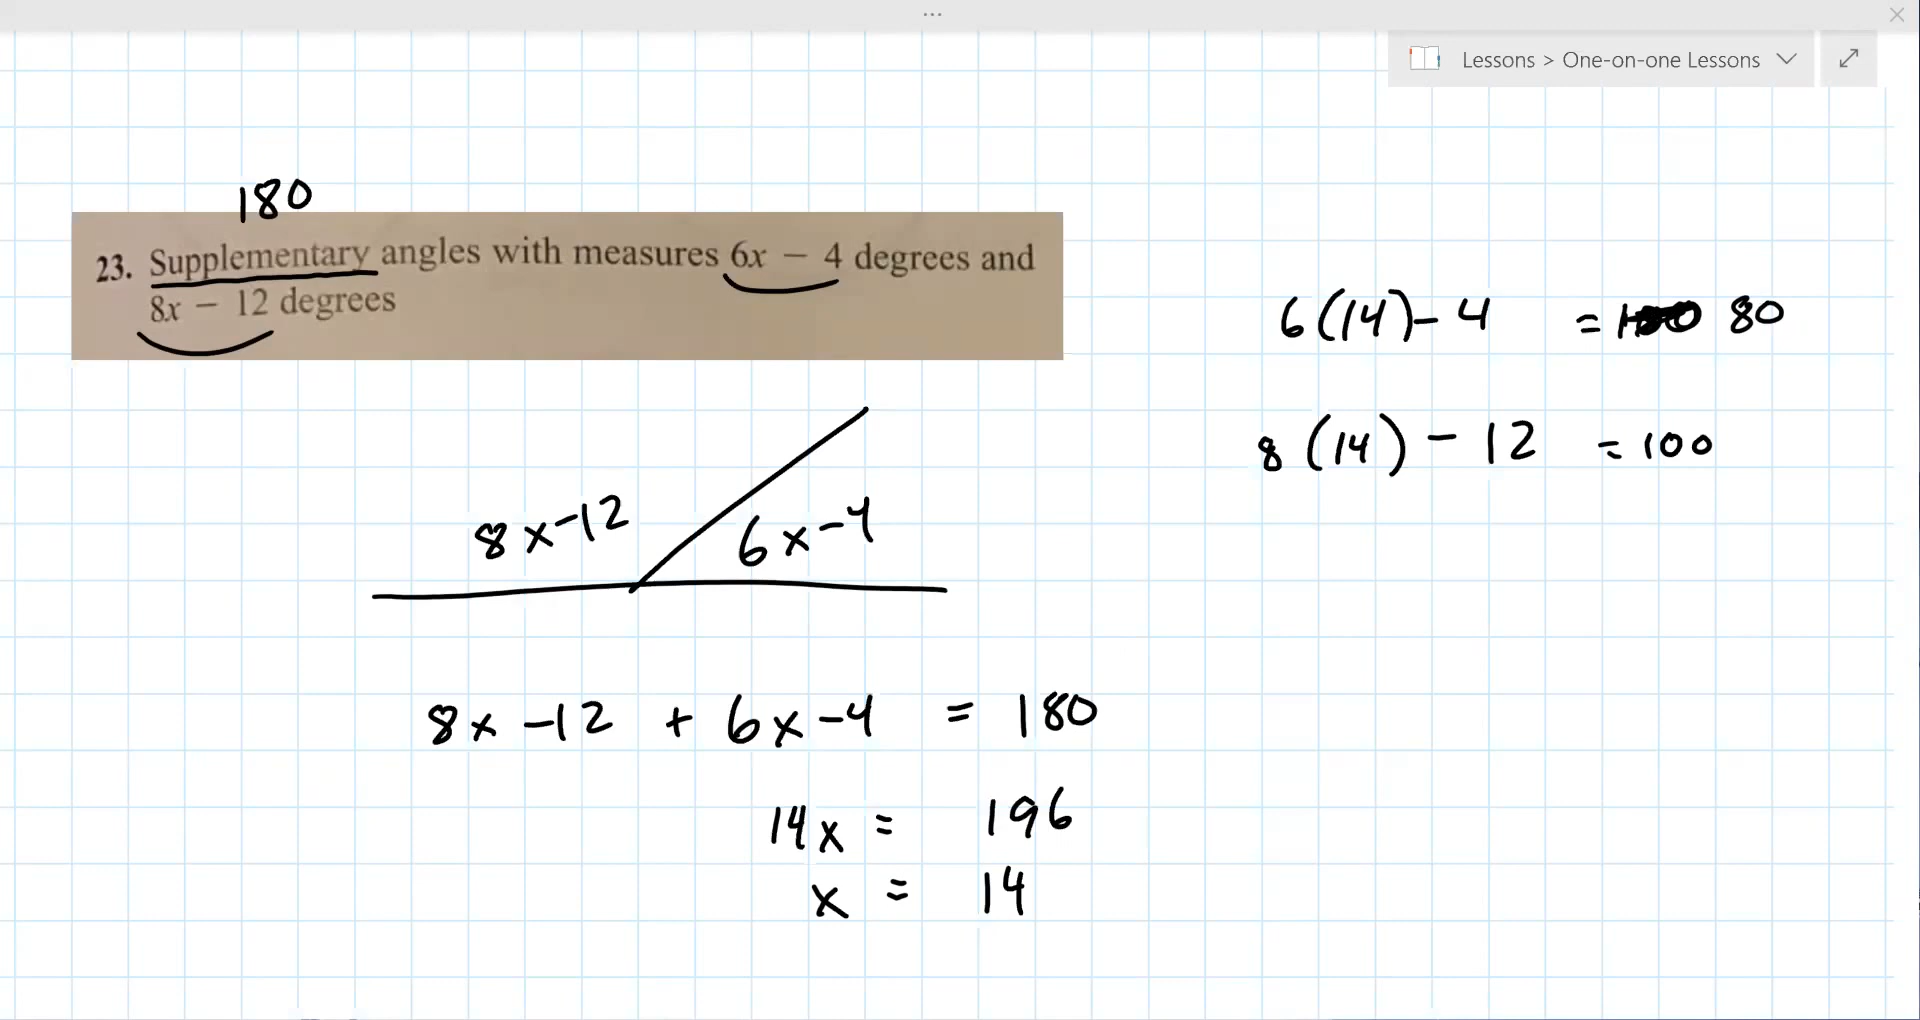 Lessons > One-on-one Lessons
180
23. Supplementary angles with measures 6x − 4 degrees and
8x − 12 degrees
6(14)-4 = 80
8(14) - 12 = 100
8x-12
6x-4
8x -12 + 6x-4 = 180
14x = 196
x = 14